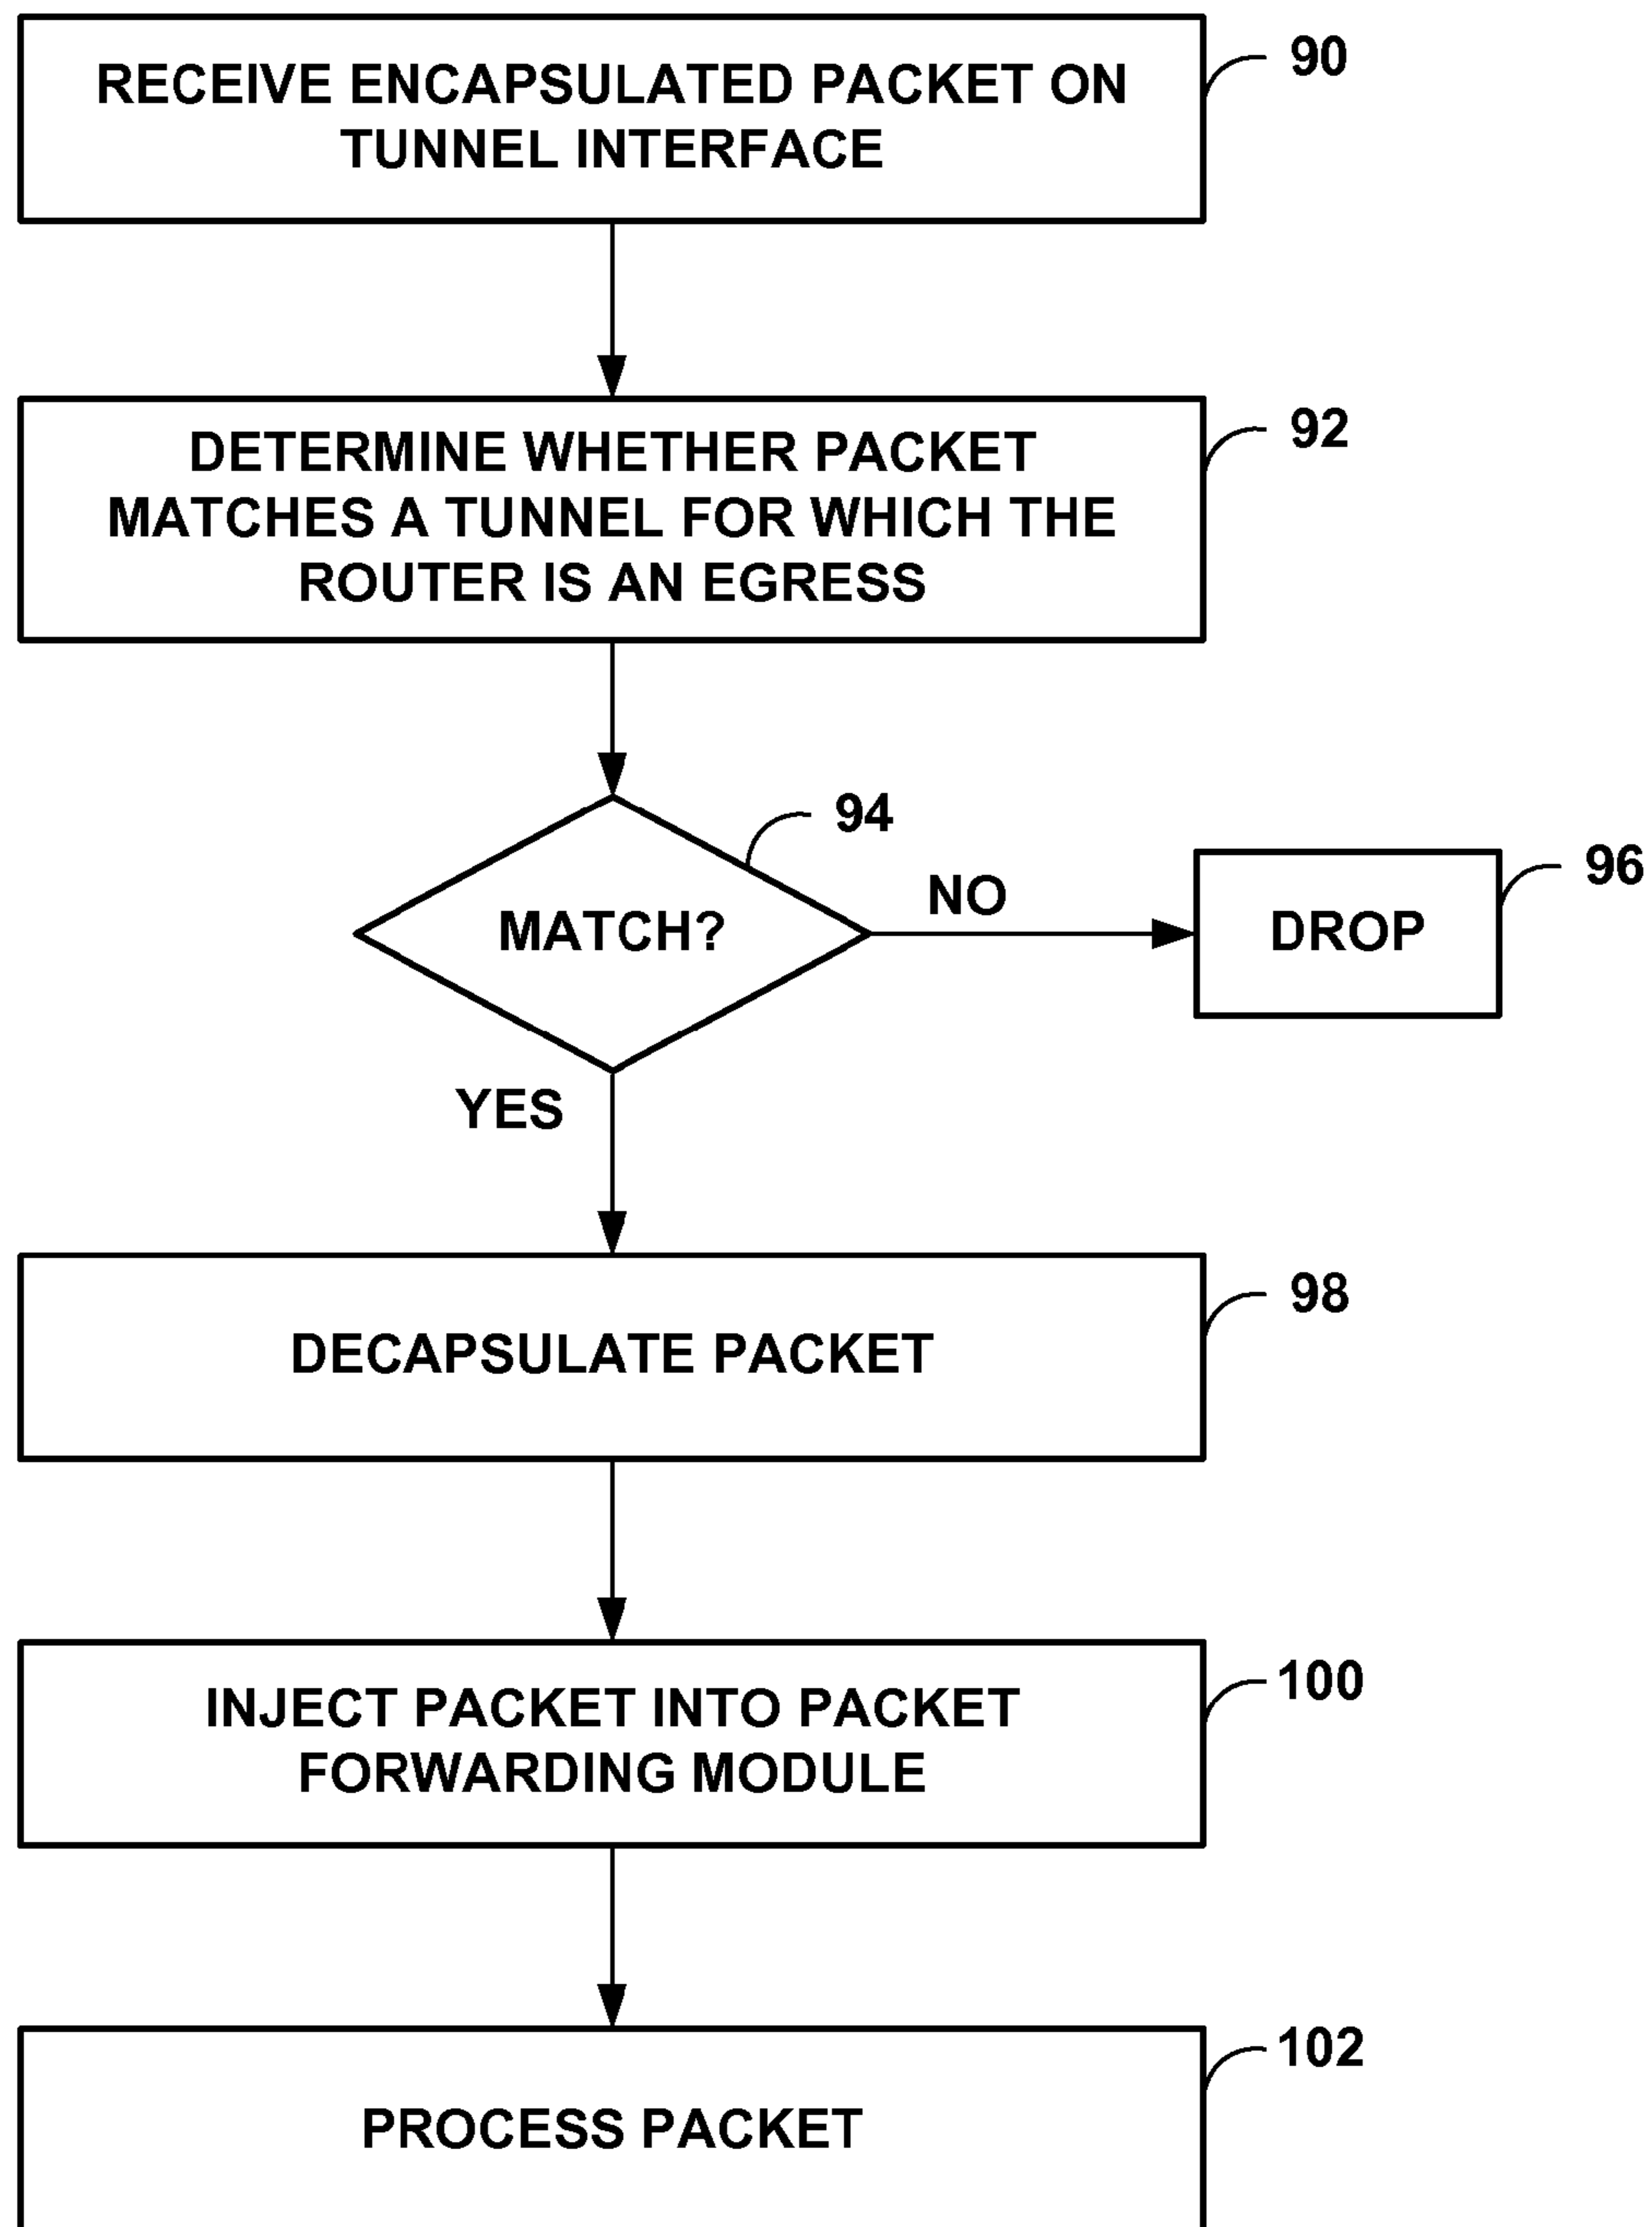 RECEIVE ENCAPSULATED PACKET ON
TUNNEL INTERFACE
90
DETERMINE WHETHER PACKET
MATCHES A TUNNEL FOR WHICH THE
ROUTER IS AN EGRESS
92
MATCH?
94
NO
DROP
96
YES
DECAPSULATE PACKET
98
INJECT PACKET INTO PACKET
FORWARDING MODULE
100
PROCESS PACKET
102